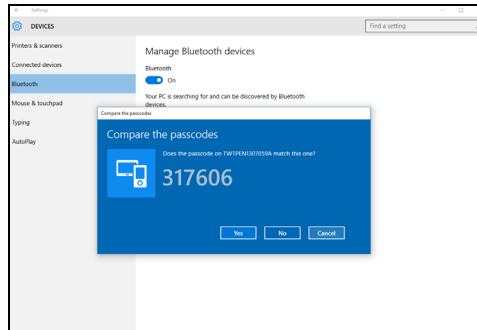 Settings
DEVICES
Find a setting
Printers & scanners
Connected devices
Bluetooth
Mouse & touchpad
Typing
AutoPlay
Manage Bluetooth devices
Bluetooth
On
Your PC is searching for and can be discovered by Bluetooth
devices.
Compare the passcodes
Compare the passcodes
Does the passcode on TWTPEN1307059A match this one?
317606
Yes No Cancel